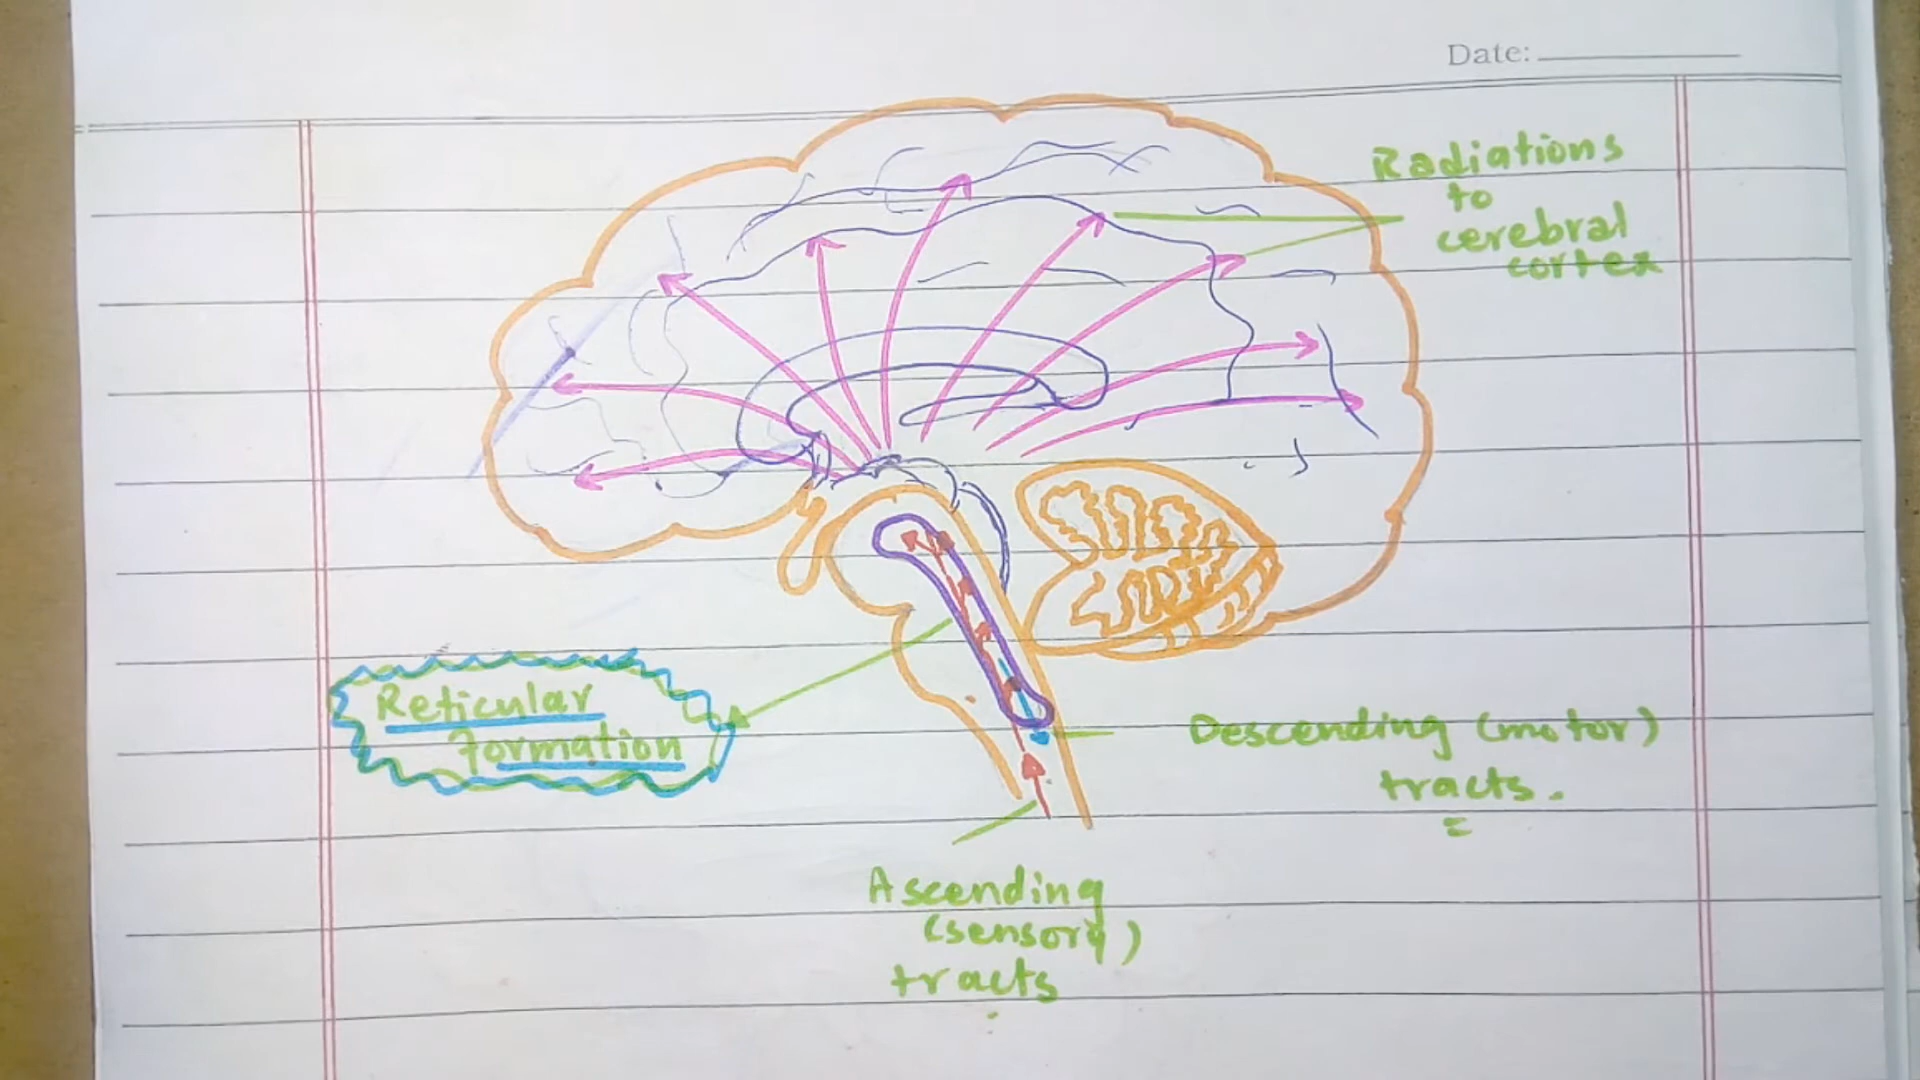 Date:
Radiations
to
cerebral
cortex
Reticular
formation
Descending (motor)
tracts.
Ascending
(sensory)
tracts